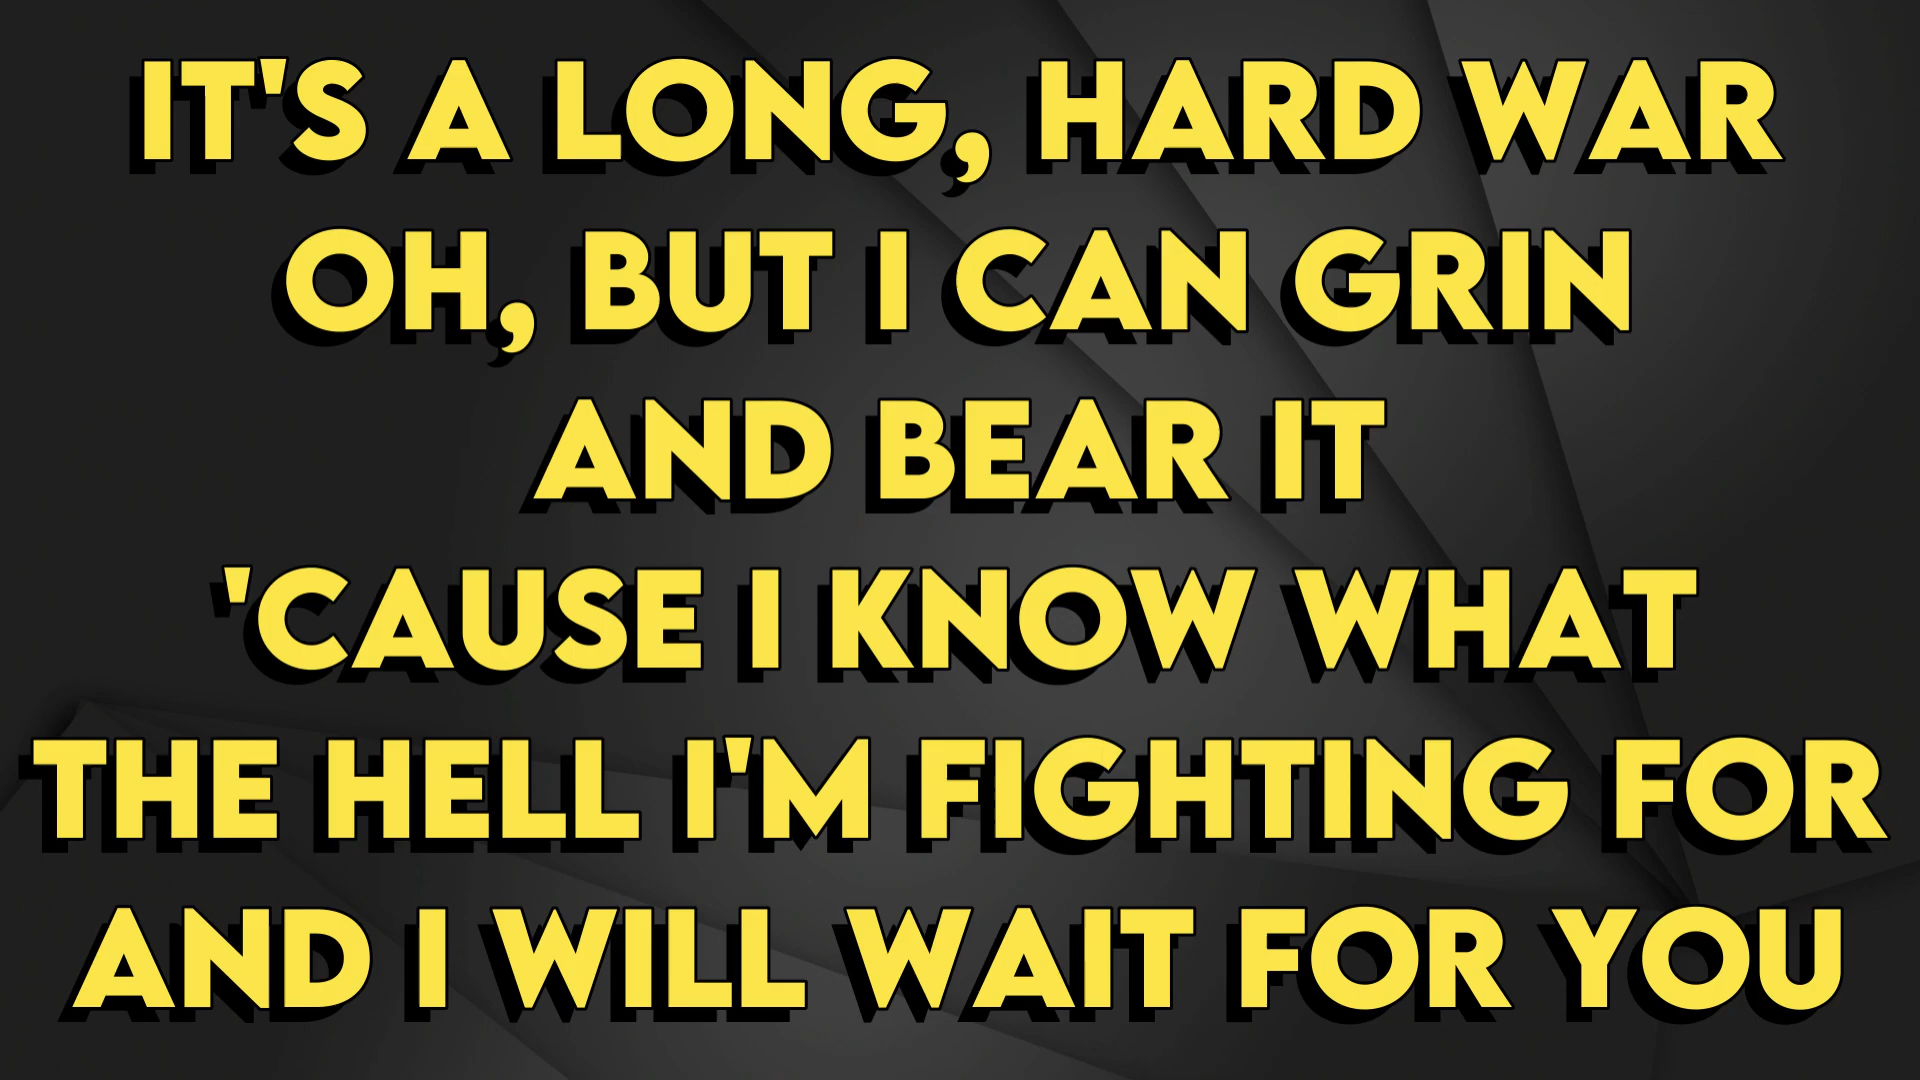 IT'S A LONG, HARD WAR
OH, BUT I CAN GRIN
AND BEAR IT
'CAUSE I KNOW WHAT
THE HELL I'M FIGHTING FOR
AND I WILL WAIT FOR YOU